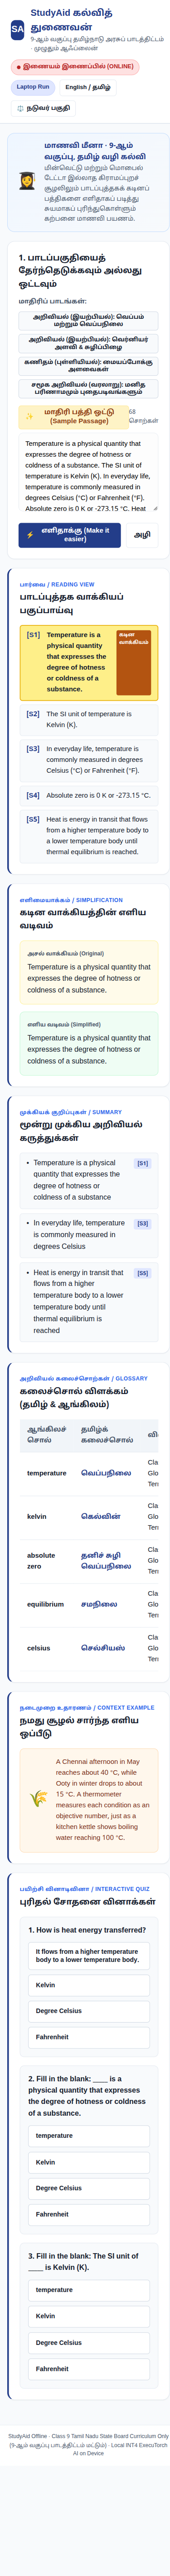 SA
StudyAid கல்வித் துணைவன்
9-ஆம் வகுப்பு தமிழ்நாடு அரசுப் பாடத்திட்டம்
· முழுதும் ஆஃப்லைன்
● இணையம் இணைப்பில் (ONLINE)
Laptop Run
English / தமிழ்
நடுவர் பகுதி
மாணவி மீனா · 9-ஆம்
வகுப்பு, தமிழ் வழி கல்வி
மின்வெட்டு மற்றும் மொபைல்
டேட்டா இல்லாத கிராமப்புறச்
சூழலிலும் பாடப்புத்தகக் கடினப்
பத்திகளை எளிதாகப் படித்து
சுயமாகப் புரிந்துகொள்ளும்
கற்பனை மாணவி பயணம்.
1. பாடப்பகுதியைத்
தேர்ந்தெடுக்கவும் அல்லது
ஒட்டவும்
மாதிரிப் பாடங்கள்:
அறிவியல் (இயற்பியல்): வெப்பம்
மற்றும் வெப்பநிலை
அறிவியல் (இயற்பியல்): வெர்னியர்
அளவி & சுழிப்பிழை
கணிதம் (புள்ளியியல்): மையப்போக்கு
அளவைகள்
சமூக அறிவியல் (வரலாறு): மனித
பரிணாமமும் புதைபடிவங்களும்
மாதிரி பத்தி ஒட்டு
(Sample Passage)
68
சொற்கள்
Temperature is a physical quantity that
expresses the degree of hotness or
coldness of a substance. The SI unit of
temperature is Kelvin (K). In everyday life,
temperature is commonly measured in
degrees Celsius (°C) or Fahrenheit (°F).
Absolute zero is 0 K or -273.15 °C. Heat
எளிதாக்கு (Make it
easier)
அழி
பார்வை / READING VIEW
பாடப்புத்தக வாக்கியப்
பகுப்பாய்வு
[S1] Temperature is a
physical quantity
that expresses the
degree of hotness
or coldness of a
substance.
கடின
வாக்கியம்
[S2] The SI unit of temperature is
Kelvin (K).
[S3] In everyday life, temperature is
commonly measured in degrees
Celsius (°C) or Fahrenheit (°F).
[S4] Absolute zero is 0 K or -273.15 °C.
[S5] Heat is energy in transit that flows
from a higher temperature body to
a lower temperature body until
thermal equilibrium is reached.
எளிமையாக்கம் / SIMPLIFICATION
கடின வாக்கியத்தின் எளிய
வடிவம்
அசல் வாக்கியம் (Original)
Temperature is a physical quantity that
expresses the degree of hotness or
coldness of a substance.
எளிய வடிவம் (Simplified)
Temperature is a physical quantity that
expresses the degree of hotness or
coldness of a substance.
முக்கியக் குறிப்புகள் / SUMMARY
மூன்று முக்கிய அறிவியல்
கருத்துக்கள்
• Temperature is a physical
quantity that expresses the
degree of hotness or
coldness of a substance
[S1]
• In everyday life, temperature
is commonly measured in
degrees Celsius
[S3]
• Heat is energy in transit that
flows from a higher
temperature body to a lower
temperature body until
thermal equilibrium is
reached
[S5]
அறிவியல் கலைச்சொற்கள் / GLOSSARY
கலைச்சொல் விளக்கம்
(தமிழ் & ஆங்கிலம்)
ஆங்கிலச் சொல் தமிழ்க் கலைச்சொல் வி
temperature வெப்பநிலை Cla
Glo
Ten
kelvin கெல்வின் Cla
Glo
Ten
absolute zero தனிச் சுழி வெப்பநிலை Cla
Glo
Ten
equilibrium சமநிலை Cla
Glo
Ten
celsius செல்சியஸ் Cla
Glo
Ten
நடைமுறை உதாரணம் / CONTEXT EXAMPLE
நமது சூழல் சார்ந்த எளிய
ஒப்பீடு
A Chennai afternoon in May
reaches about 40 °C, while
Ooty in winter drops to about
15 °C. A thermometer
measures each condition as an
objective number, just as a
kitchen kettle shows boiling
water reaching 100 °C.
பயிற்சி வினாடிவினா / INTERACTIVE QUIZ
புரிதல் சோதனை வினாக்கள்
1. How is heat energy transferred?
It flows from a higher temperature
body to a lower temperature body.
Kelvin
Degree Celsius
Fahrenheit
2. Fill in the blank: ____ is a
physical quantity that expresses
the degree of hotness or coldness
of a substance.
temperature
Kelvin
Degree Celsius
Fahrenheit
3. Fill in the blank: The SI unit of
____ is Kelvin (K).
temperature
Kelvin
Degree Celsius
Fahrenheit
StudyAid Offline · Class 9 Tamil Nadu State Board Curriculum Only
(9-ஆம் வகுப்பு பாடத்திட்டம் மட்டும்) · Local INT4 ExecuTorch
AI on Device